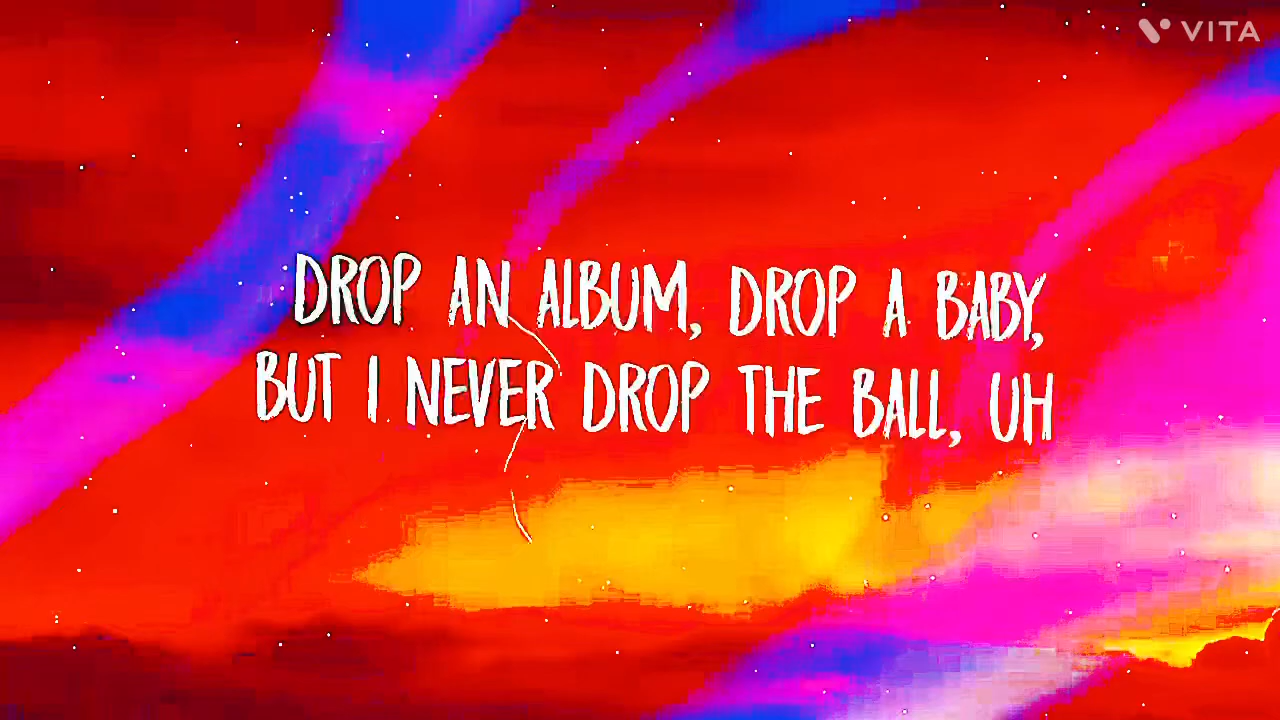 VITA
DROP AN ALBUM, DROP A BABY,
BUT I NEVER DROP THE BALL, UH